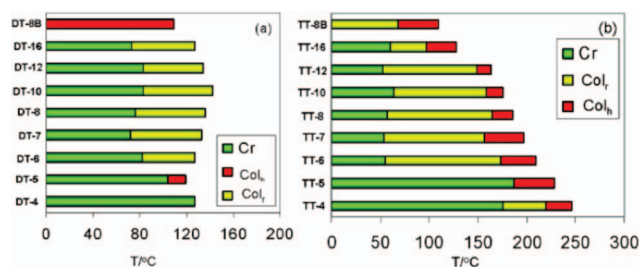 (a)
DT-8B
DT-16
DT-12
DT-10
DT-8
DT-7
DT-6
DT-5
DT-4
Cr
Colh
Colr
0 40 80 120 160 200
T/°C
(b)
TT-8B
TT-16
TT-12
TT-10
TT-8
TT-7
TT-6
TT-5
TT-4
Cr
Colr
Colh
0 50 100 150 200 250 300
T/°C